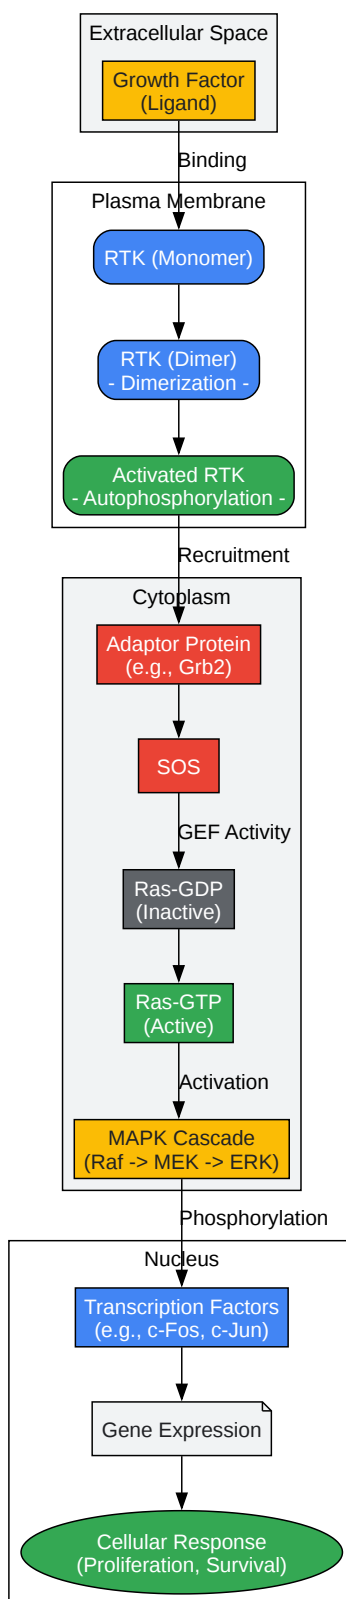 Extracellular Space
Growth Factor
(Ligand)
Binding
Plasma Membrane
RTK (Monomer)
RTK (Dimer)
- Dimerization -
Activated RTK
- Autophosphorylation -
Recruitment
Cytoplasm
Adaptor Protein
(e.g., Grb2)
SOS
GEF Activity
Ras-GDP
(Inactive)
Ras-GTP
(Active)
Activation
MAPK Cascade
(Raf -> MEK -> ERK)
Phosphorylation
Nucleus
Transcription Factors
(e.g., c-Fos, c-Jun)
Gene Expression
Cellular Response
(Proliferation, Survival)